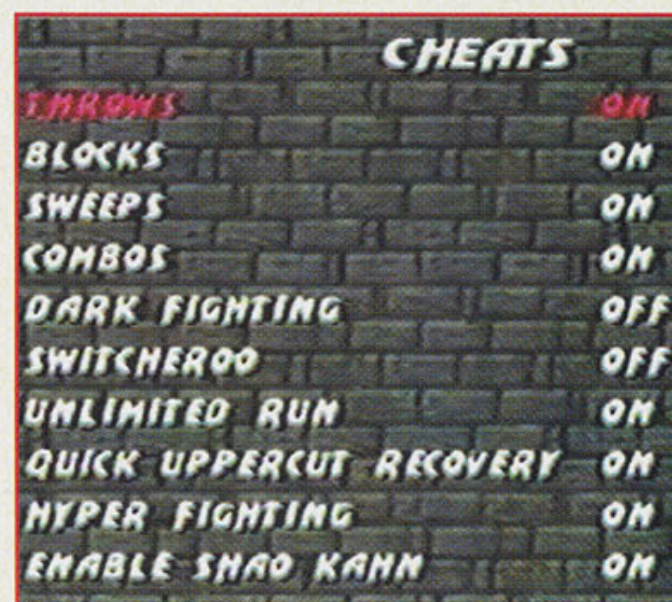 CHEATS
THROWS ON
BLOCKS ON
SWEEPS ON
COMBOS ON
DARK FIGHTING OFF
SWITCHEROO OFF
UNLIMITED RUN ON
QUICK UPPERCUT RECOVERY ON
HYPER FIGHTING ON
ENABLE SHAO KAHN ON